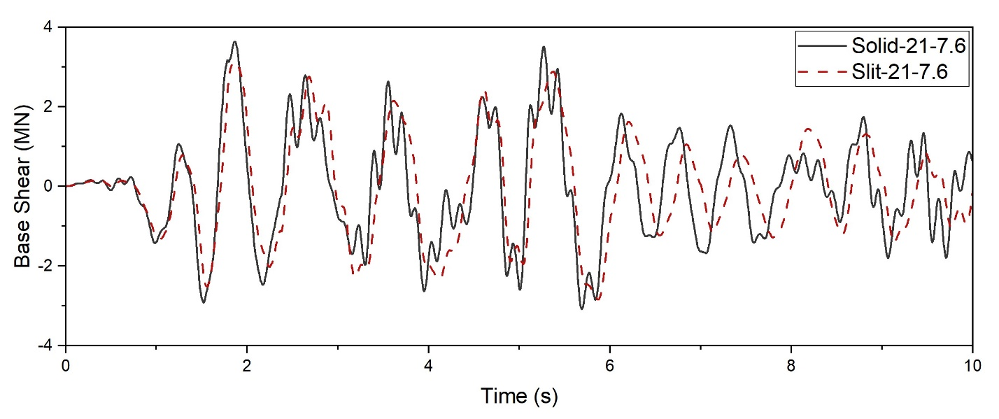 Solid-21-7.6
Slit-21-7.6
Base Shear (MN)
4
2
0
-2
-4
0 2 4 6 8 10
Time (s)